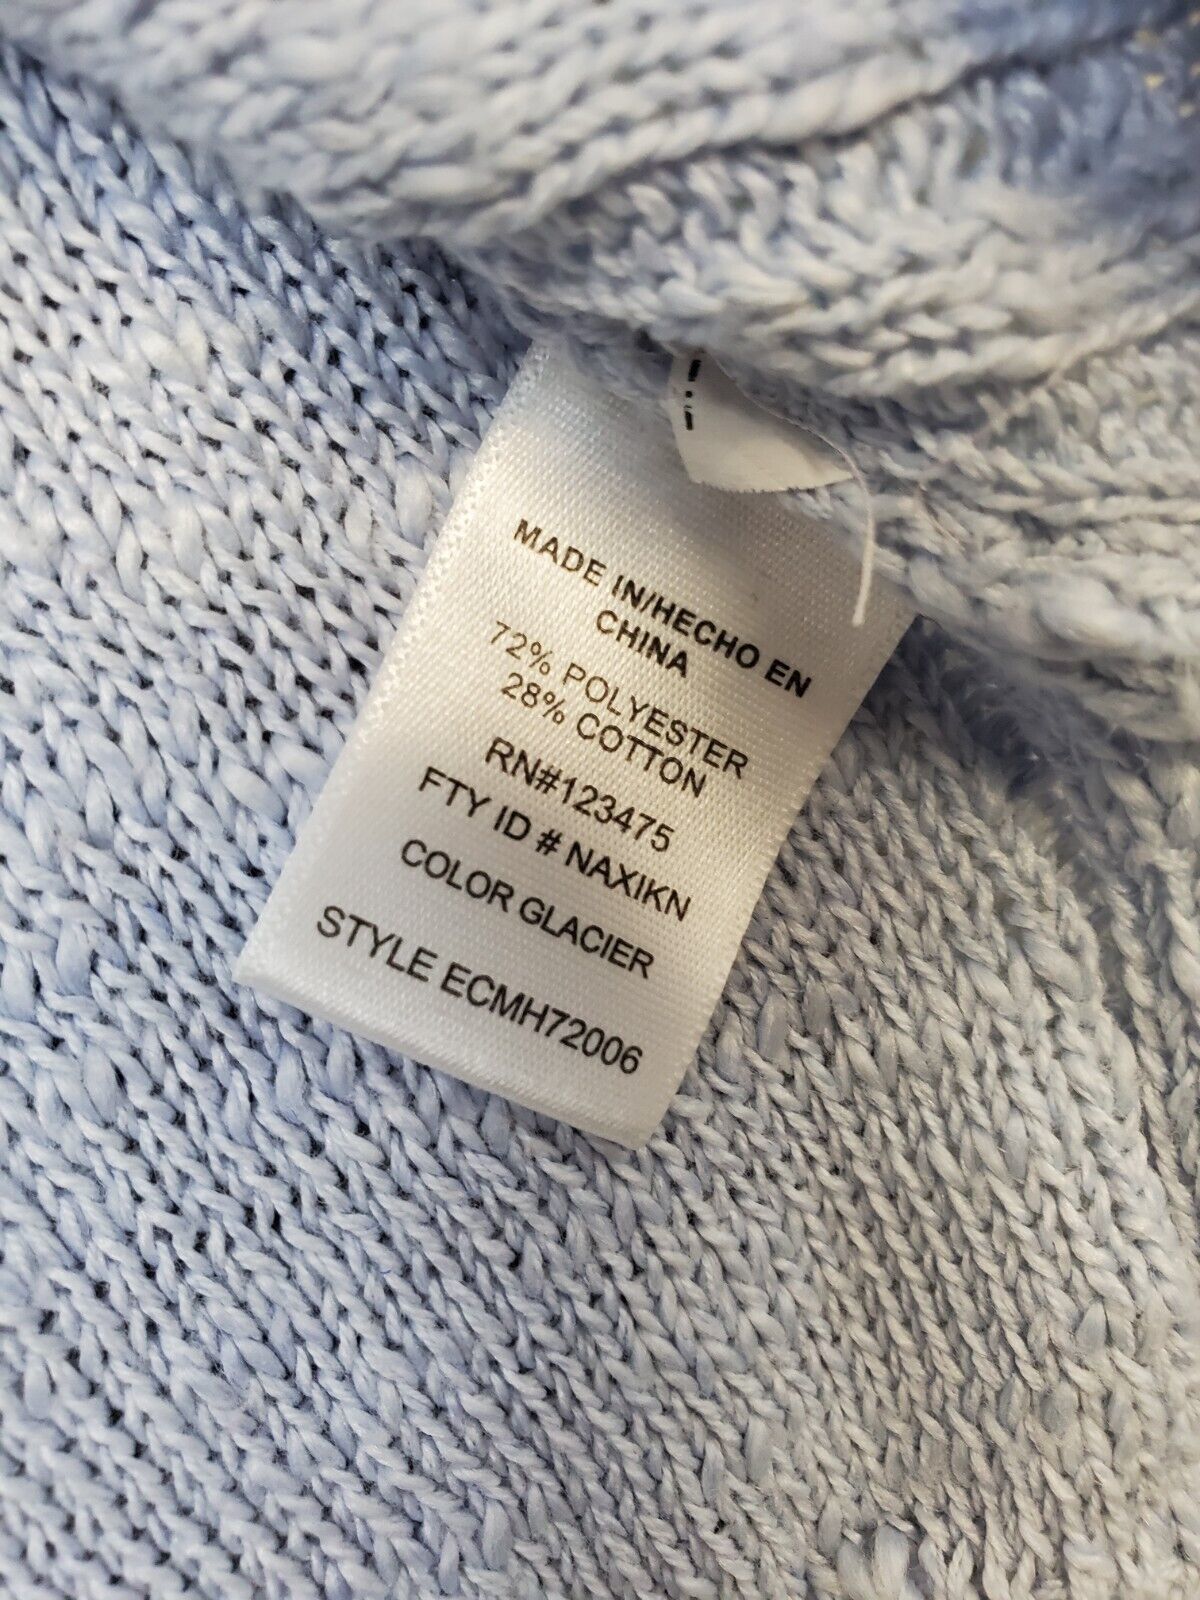 MADE IN/HECHO EN
CHINA
72% POLYESTER
28% COTTON
RN#123475
FTY ID # NAXIKN
COLOR GLACIER
STYLE ECMH72006